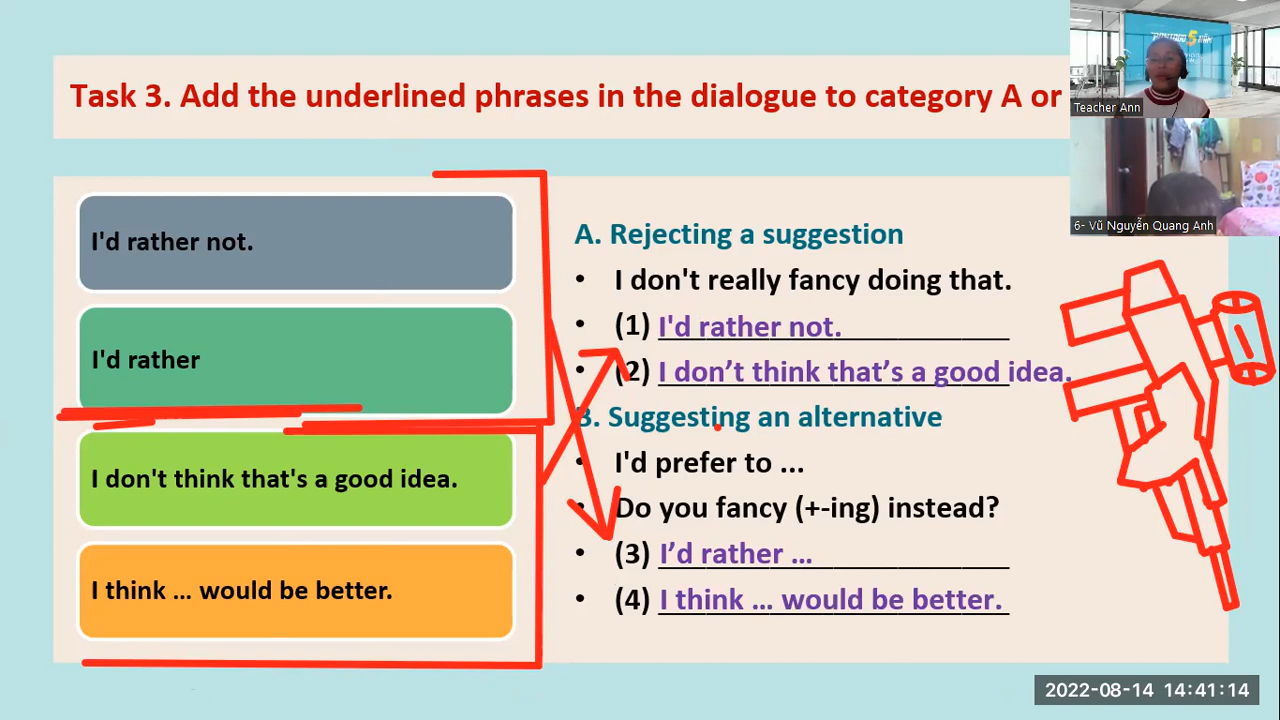 Task 3. Add the underlined phrases in the dialogue to category A or
Teacher Ann
6- Vũ Nguyễn Quang Anh
I'd rather not.
I'd rather
I don't think that's a good idea.
I think ... would be better.
A. Rejecting a suggestion
• I don't really fancy doing that.
• (1) I'd rather not.
• (2) I don't think that's a good idea.
B. Suggesting an alternative
• I'd prefer to ...
• Do you fancy (+-ing) instead?
• (3) I'd rather ...
• (4) I think ... would be better.
2022-08-14 14:41:14